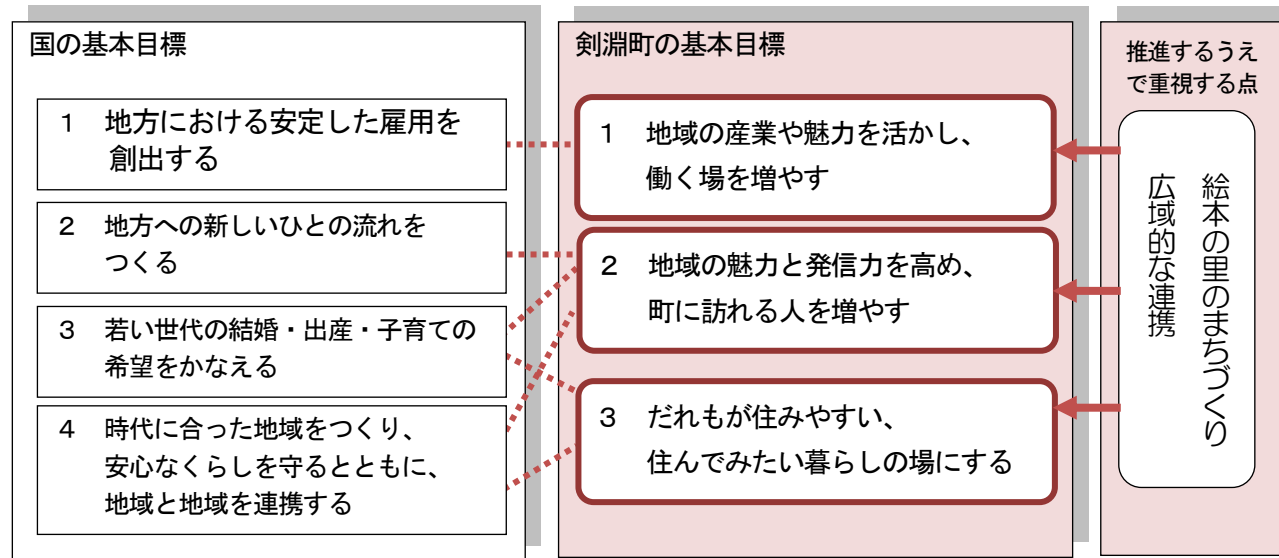 国の基本目標
１　地方における安定した雇用を
創出する
２　地方への新しいひとの流れを
つくる
３　若い世代の結婚・出産・子育ての
希望をかなえる
４　時代に合った地域をつくり、
安心なくらしを守るとともに、
地域と地域を連携する
剣淵町の基本目標
１　地域の産業や魅力を活かし、
働く場を増やす
２　地域の魅力と発信力を高め、
町に訪れる人を増やす
３　だれもが住みやすい、
住んでみたい暮らしの場にする
推進するうえ
で重視する点
絵本の里のまちづくり
広域的な連携